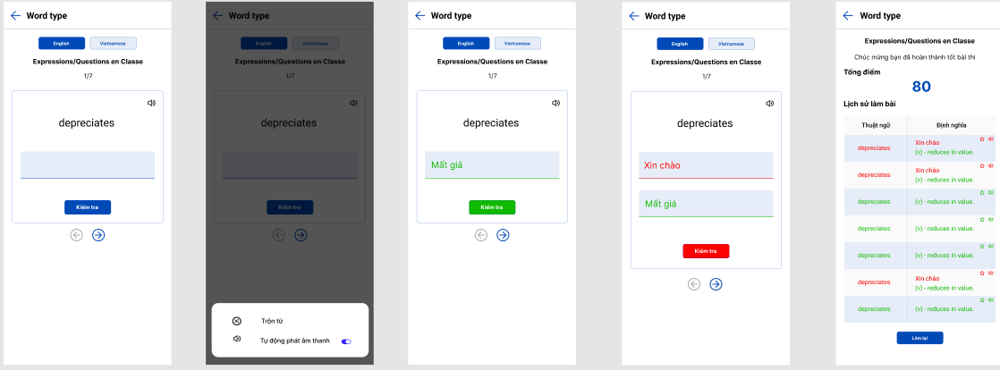 Word type
English
Vietnamese
Expressions/Questions en Classe
1/7
depreciates
Kiểm tra
Word type
English
Vietnamese
Expressions/Questions en Classe
1/7
depreciates
Kiểm tra
Trộn từ
Tự động phát âm thanh
Word type
English
Vietnamese
Expressions/Questions en Classe
1/7
depreciates
Mất giá
Kiểm tra
Word type
English
Vietnamese
Expressions/Questions en Classe
1/7
depreciates
Xin chào
Mất giá
Kiểm tra
Word type
Expressions/Questions en Classe
Chúc mừng bạn đã hoàn thành tốt bài thi
Tổng điểm
80
Lịch sử làm bài
Thuật ngữ Định nghĩa
depreciates
Xin chào
(v) - reduces in value.
depreciates
Xin chào
(v) - reduces in value.
depreciates (v) - reduces in value.
depreciates (v) - reduces in value.
depreciates (v) - reduces in value.
depreciates
Xin chào
(v) - reduces in value.
depreciates (v) - reduces in value.
Làm lại